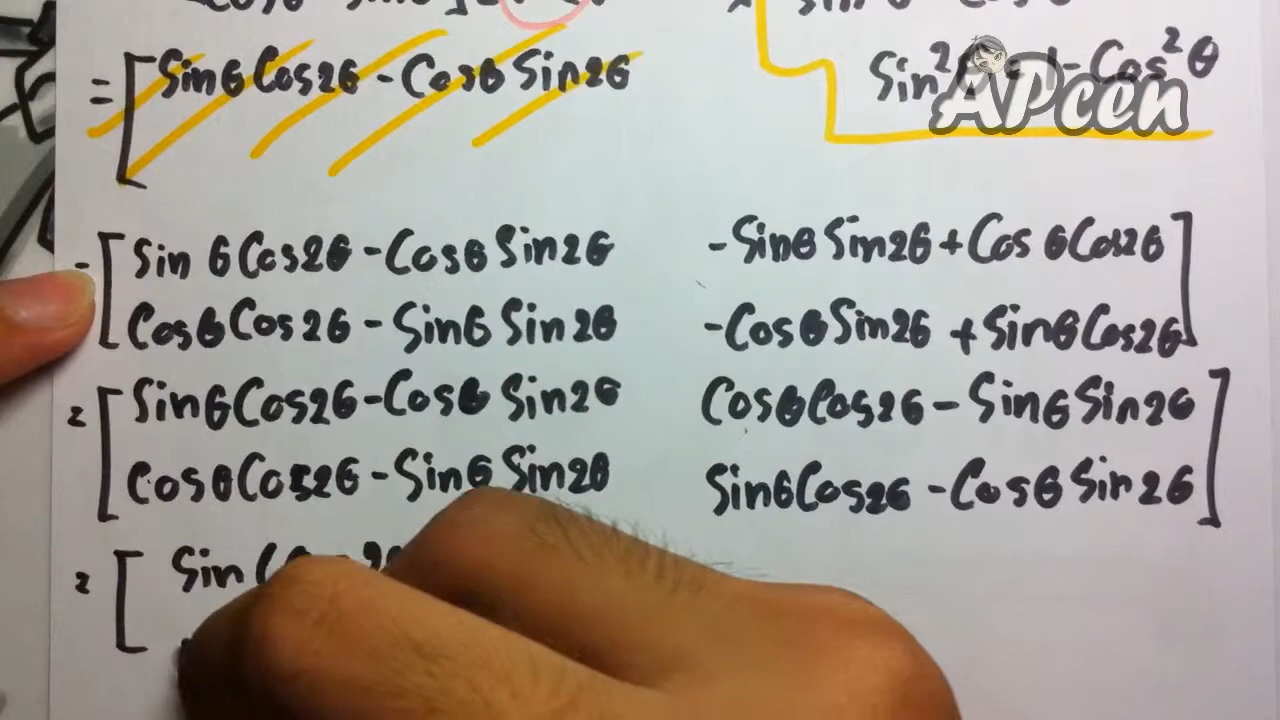 = [ Sinθ Cos2θ - Cosθ Sin2θ
Sin²θ = 1 - Cos²θ
APcen
= [ Sin θ Cos2θ - Cosθ Sin2θ -Sinθ Sin2θ + Cos θ Cos2θ ]
Cosθ Cos2θ - Sinθ Sin2θ -Cosθ Sin2θ + Sinθ Cos2θ
= [ Sinθ Cos2θ - Cosθ Sin2θ Cosθ Cos2θ - Sinθ Sin2θ ]
Cosθ Cos2θ - Sinθ Sin2θ Sinθ Cos2θ - Cosθ Sin2θ
= [ Sin (